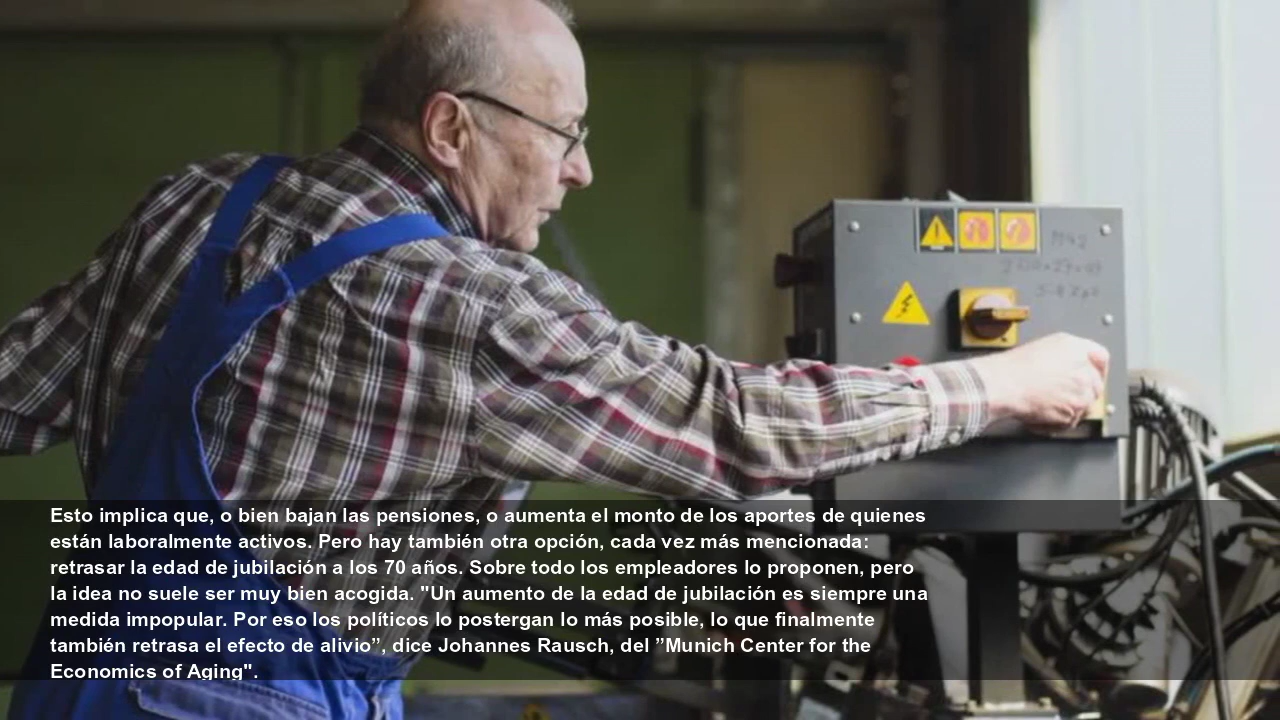 Esto implica que, o bien bajan las pensiones, o aumenta el monto de los aportes de quienes
están laboralmente activos. Pero hay también otra opción, cada vez más mencionada:
retrasar la edad de jubilación a los 70 años. Sobre todo los empleadores lo proponen, pero
la idea no suele ser muy bien acogida. "Un aumento de la edad de jubilación es siempre una
medida impopular. Por eso los políticos lo postergan lo más posible, lo que finalmente
también retrasa el efecto de alivio”, dice Johannes Rausch, del ”Munich Center for the
Economics of Aging".